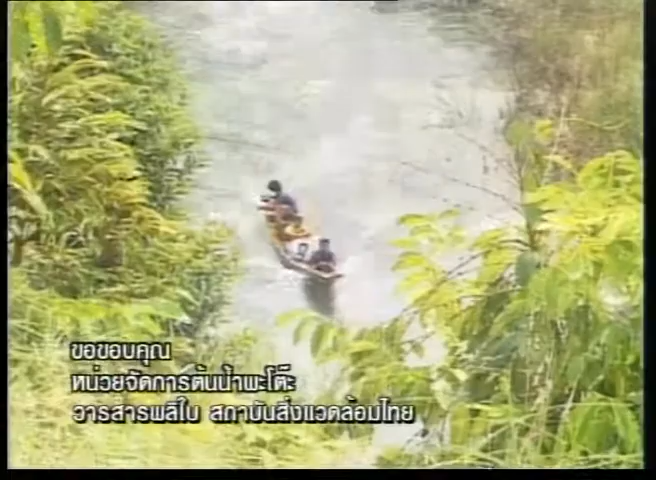 ขอขอบคุณ
หน่วยจัดการต้นน้ำพะโต๊ะ
วารสารผลิใบ สถาบันสิ่งแวดล้อมไทย